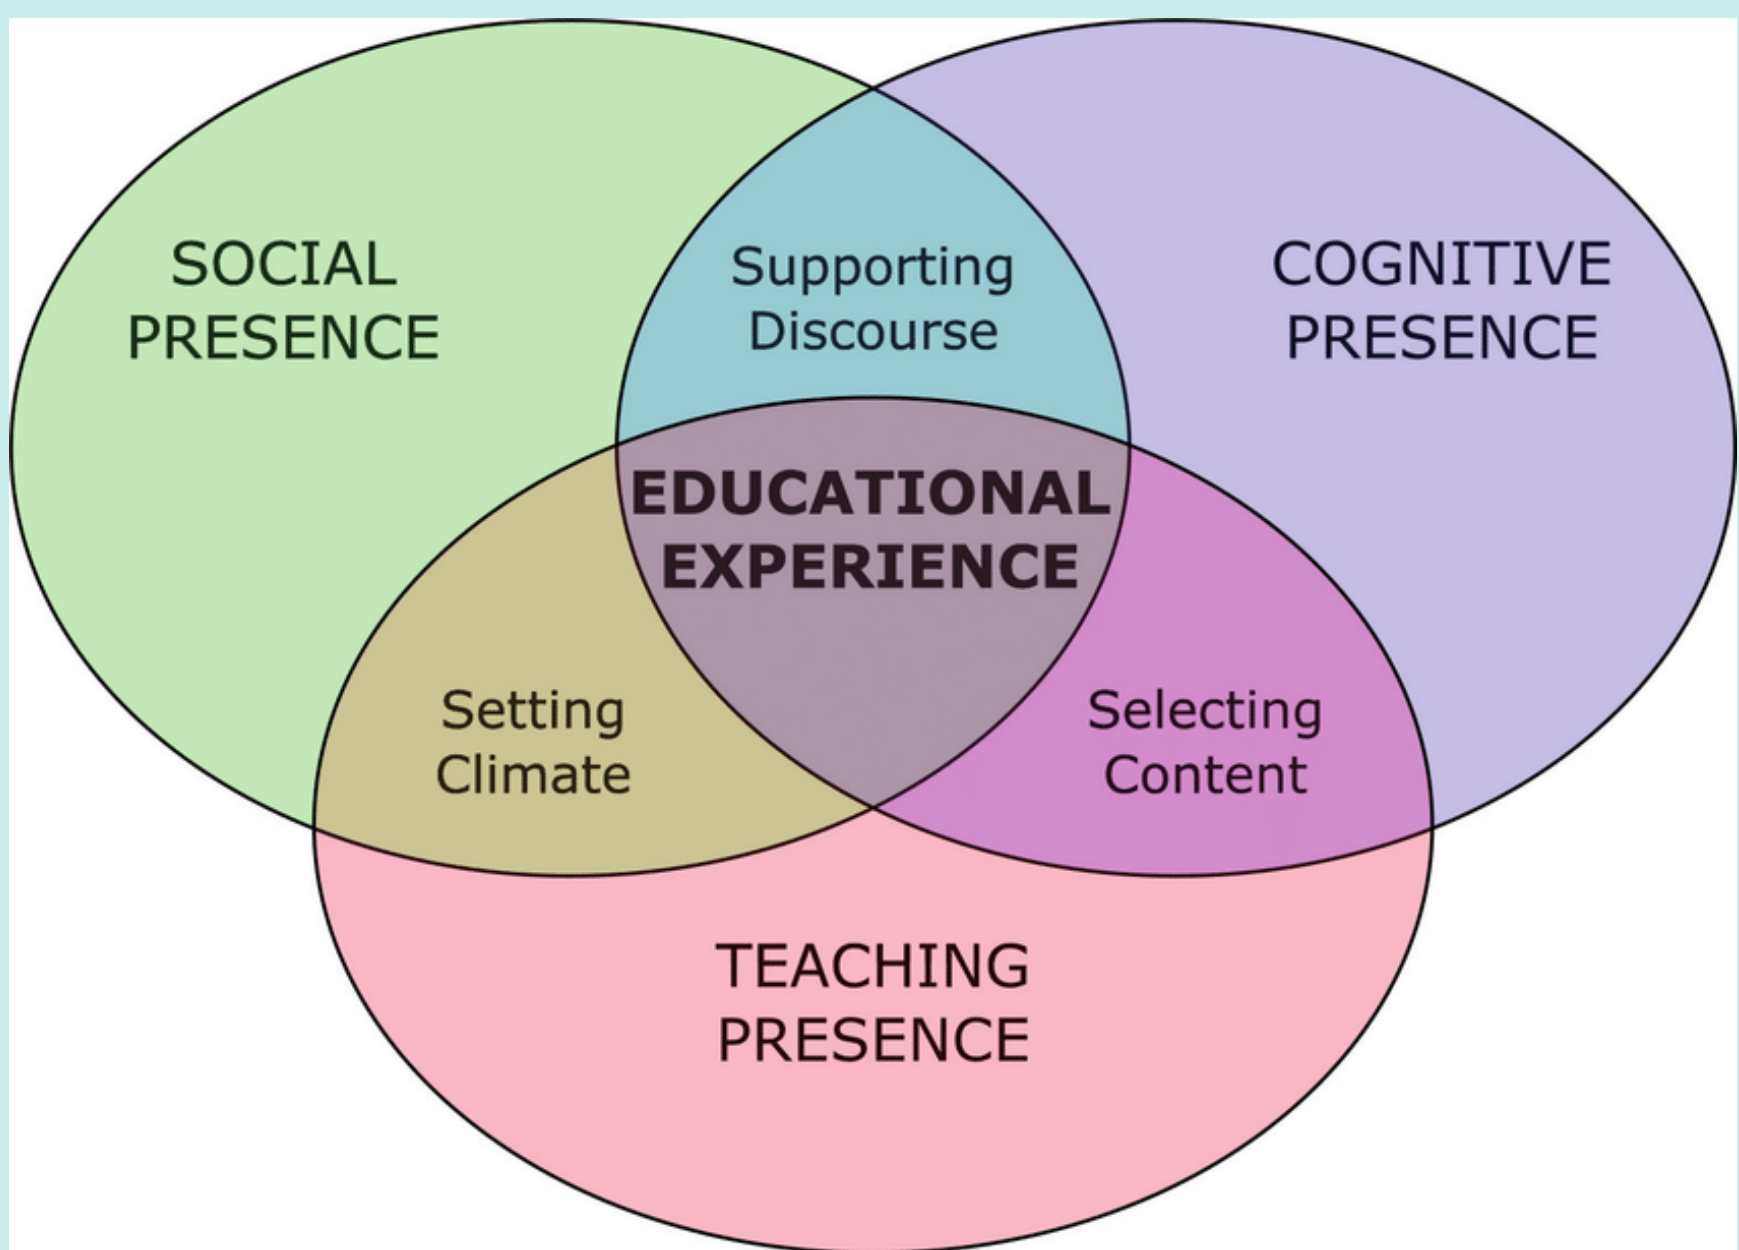 SOCIAL
PRESENCE
Supporting
Discourse
COGNITIVE
PRESENCE
EDUCATIONAL
EXPERIENCE
Setting
Climate
Selecting
Content
TEACHING
PRESENCE